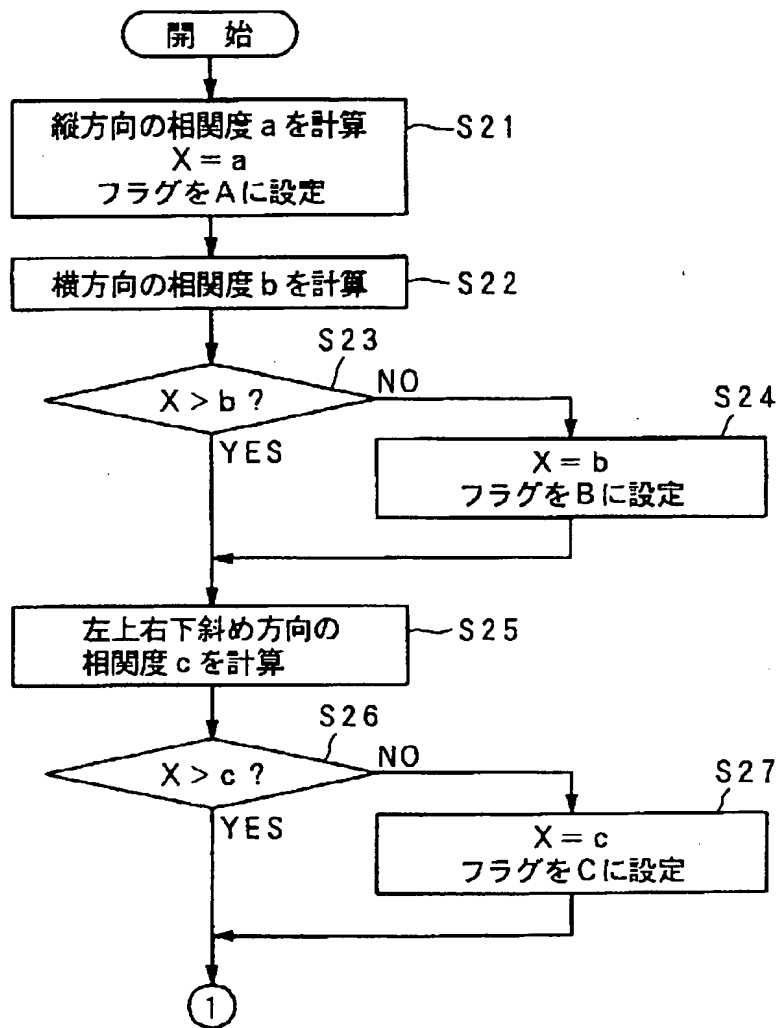 開 始
縦方向の相関度aを計算
X=a
フラグをAに設定
S21
横方向の相関度bを計算
S22
S23
X>b?
NO
YES
S24
X=b
フラグをBに設定
左上右下斜め方向の
相関度cを計算
S25
S26
X>c?
NO
YES
S27
X=c
フラグをCに設定
1